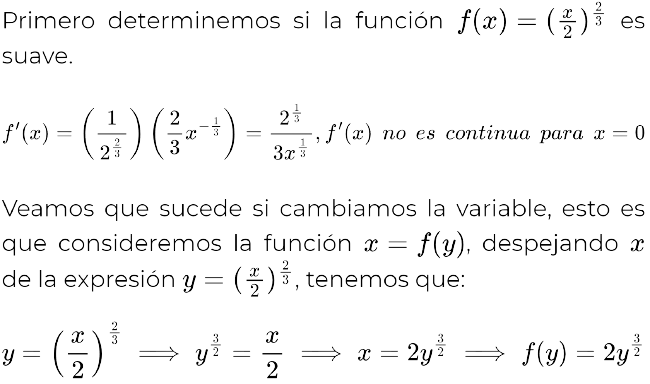 Primero determinemos si la función f(x) = (x/2)^(2/3) es
suave.
f′(x) = (1/2^(2/3)) (2/3 x^(−1/3)) = 2^(1/3)/(3x^(1/3)), f′(x) no es continua para x = 0
Veamos que sucede si cambiamos la variable, esto es
que consideremos la función x = f(y), despejando x
de la expresión y = (x/2)^(2/3), tenemos que:
y = (x/2)^(2/3) ⟹ y^(3/2) = x/2 ⟹ x = 2y^(3/2) ⟹ f(y) = 2y^(3/2)